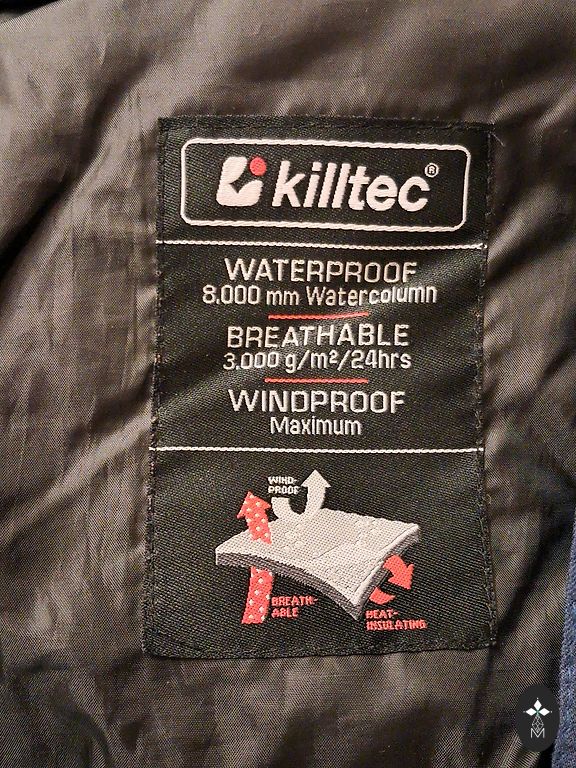 killtec®
WATERPROOF
8.000 mm Watercolumn
BREATHABLE
3.000 g/m²/24hrs
WINDPROOF
Maximum
WIND-
PROOF
BREATH-
ABLE
HEAT-
INSULATING
M